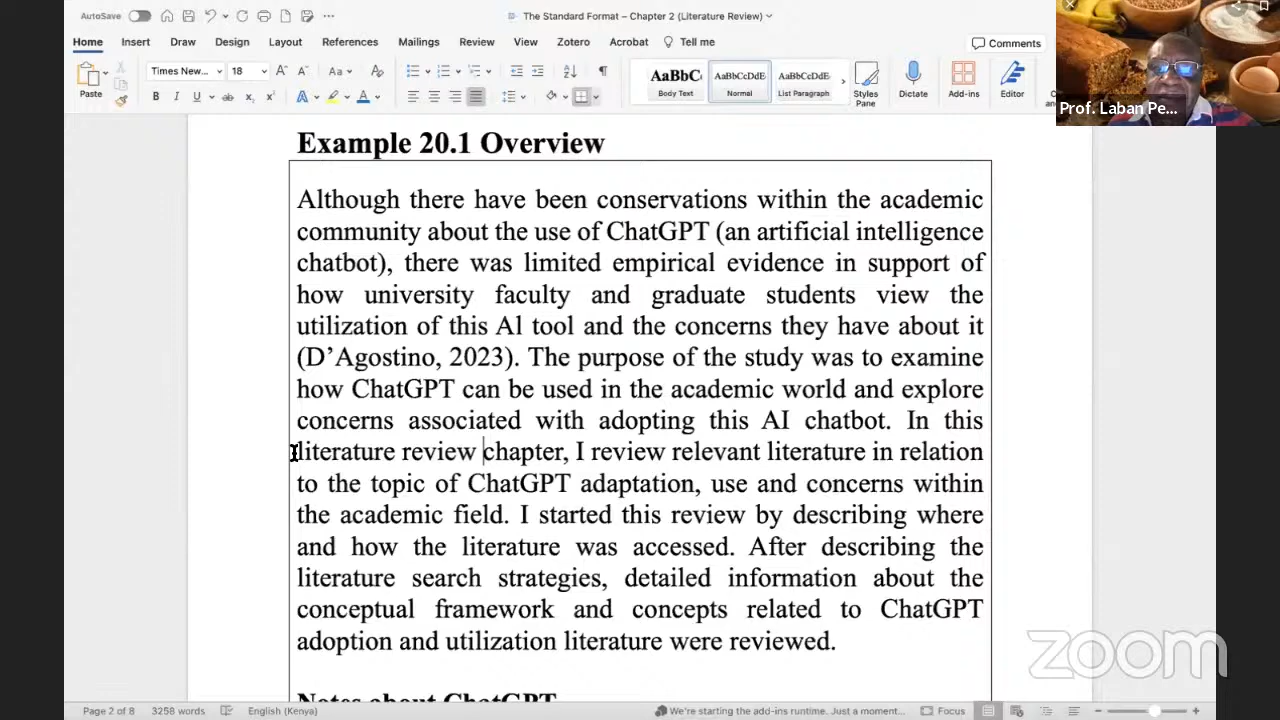 AutoSave
The Standard Format – Chapter 2 (Literature Review)
Home Insert Draw Design Layout References Mailings Review View Zotero Acrobat Tell me
Comments
Paste
Times New... 18
Aa
B I U ab x x
A A
AaBbC AaBbCcDdE AaBbCcDdE
Body Text Normal List Paragraph
Styles Pane
Dictate
Add-ins
Editor
Prof. Laban Pe...
Example 20.1 Overview
Although there have been conservations within the academic
community about the use of ChatGPT (an artificial intelligence
chatbot), there was limited empirical evidence in support of
how university faculty and graduate students view the
utilization of this Al tool and the concerns they have about it
(D’Agostino, 2023). The purpose of the study was to examine
how ChatGPT can be used in the academic world and explore
concerns associated with adopting this AI chatbot. In this
literature review chapter, I review relevant literature in relation
to the topic of ChatGPT adaptation, use and concerns within
the academic field. I started this review by describing where
and how the literature was accessed. After describing the
literature search strategies, detailed information about the
conceptual framework and concepts related to ChatGPT
adoption and utilization literature were reviewed.
Notes about ChatGPT
zoom
Page 2 of 8 3258 words English (Kenya) We're starting the add-ins runtime. Just a moment... Focus